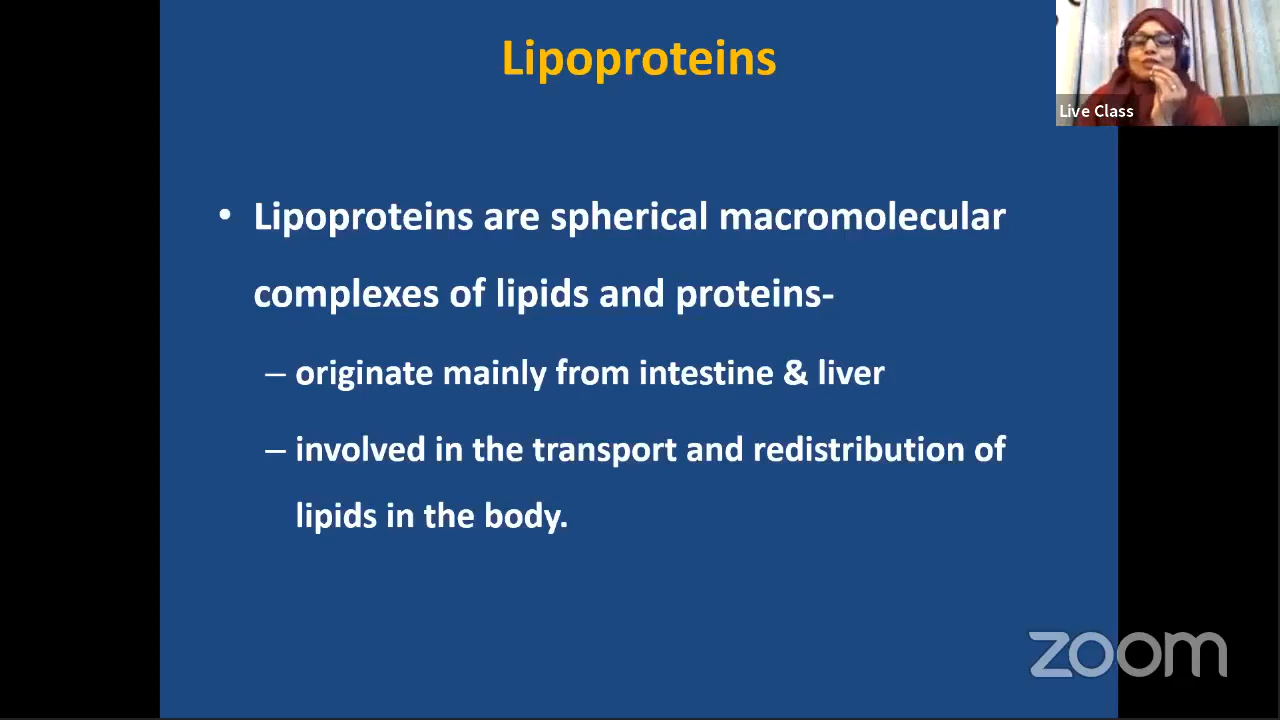 Lipoproteins
Live Class
• Lipoproteins are spherical macromolecular
complexes of lipids and proteins-
– originate mainly from intestine & liver
– involved in the transport and redistribution of
lipids in the body.
zoom